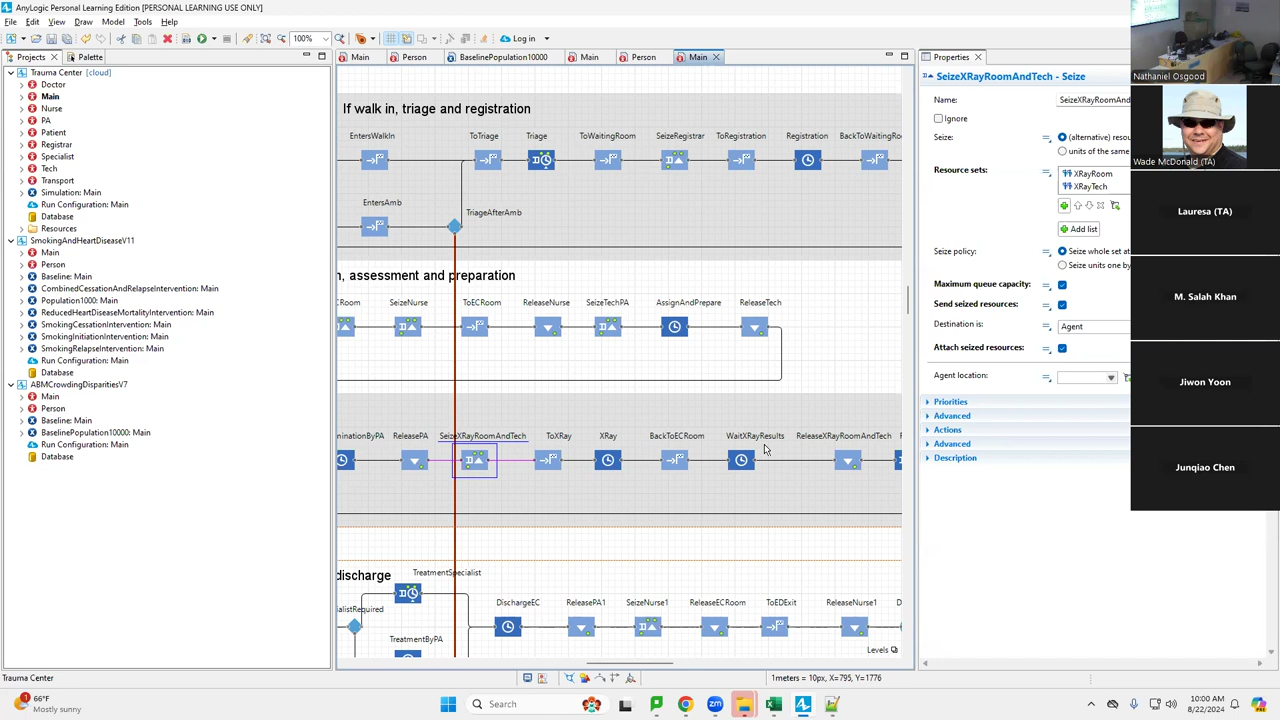 AnyLogic Personal Learning Edition [PERSONAL LEARNING USE ONLY]
File Edit View Draw Model Tools Help
100% Log in
Projects Palette
Main Person BaselinePopulation10000 Main Person Main
Properties
Trauma Center [cloud]
Doctor
Main
Nurse
PA
Patient
Registrar
Specialist
Tech
Transport
Simulation: Main
Run Configuration: Main
Database
Resources
SmokingAndHeartDiseaseV11
Main
Person
Baseline: Main
CombinedCessationAndRelapseIntervention: Main
Population1000: Main
ReducedHeartDiseaseMortalityIntervention: Main
SmokingCessationIntervention: Main
SmokingInitiationIntervention: Main
SmokingRelapseIntervention: Main
Run Configuration: Main
Database
ABMCrowdingDisparitiesV7
Main
Person
Baseline: Main
BaselinePopulation10000: Main
Run Configuration: Main
Database
If walk in, triage and registration
EntersWalkIn ToTriage Triage ToWaitingRoom SeizeRegistrar ToRegistration Registration BackToWaitingRoo
EntersAmb
TriageAfterAmb
n, assessment and preparation
CRoom SeizeNurse ToECRoom ReleaseNurse SeizeTechPA AssignAndPrepare ReleaseTech
minationByPA ReleasePA SeizeXRayRoomAndTech ToXRay XRay BackToECRoom WaitXRayResults ReleaseXRayRoomAndTech
discharge
TreatmentSpecialist
ialistRequired
DischargeEC ReleasePA1 SeizeNurse1 ReleaseECRoom ToEDExit ReleaseNurse1
TreatmentByPA
Levels
SeizeXRayRoomAndTech - Seize
Name: SeizeXRayRoomAnd
Ignore
Seize: (alternative) resou
units of the same
Resource sets: XRayRoom
XRayTech
Add list
Seize policy: Seize whole set at
Seize units one by
Maximum queue capacity:
Send seized resources:
Destination is: Agent
Attach seized resources:
Agent location:
Priorities
Advanced
Actions
Advanced
Description
Nathaniel Osgood
Wade McDonald (TA)
Lauresa (TA)
M. Salah Khan
Jiwon Yoon
Junqiao Chen
Trauma Center
1meters = 10px, X=795, Y=1776
1
66°F
Mostly sunny
Search
10:00 AM
8/22/2024